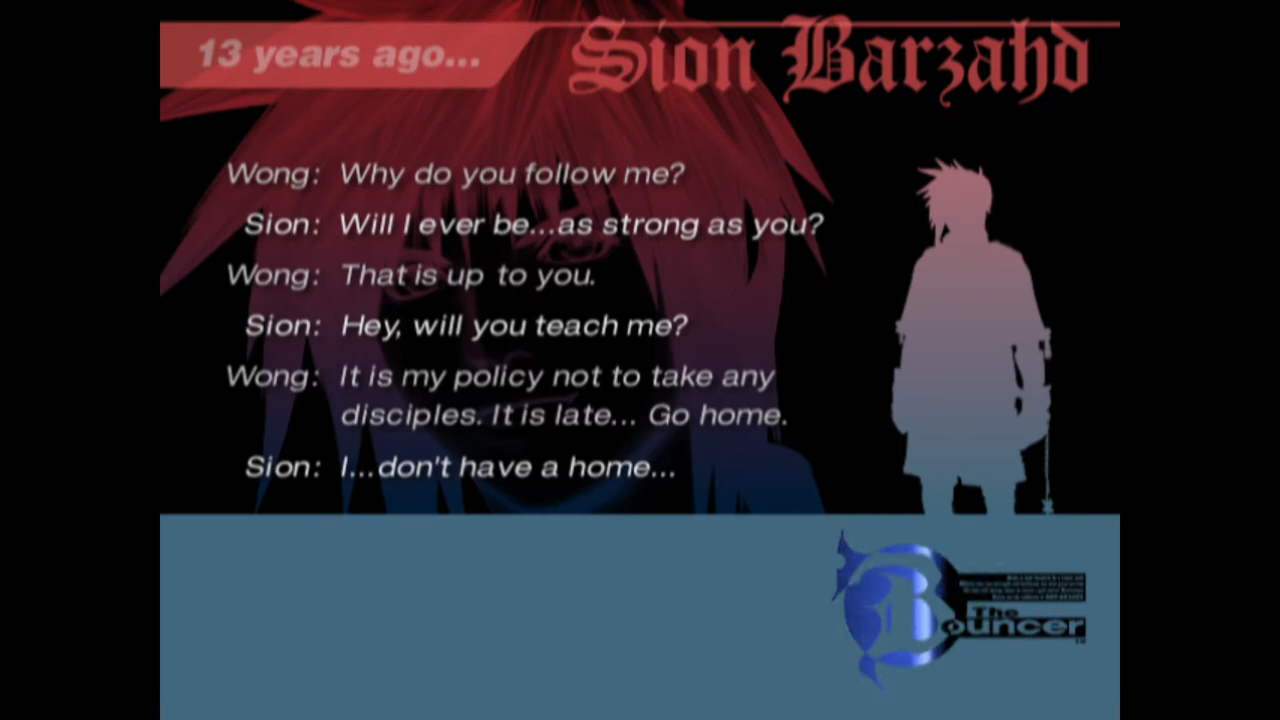 13 years ago...
Sion Barzahd
Wong: Why do you follow me?
Sion: Will I ever be...as strong as you?
Wong: That is up to you.
Sion: Hey, will you teach me?
Wong: It is my policy not to take any
disciples. It is late... Go home.
Sion: I...don't have a home...
The
Bouncer